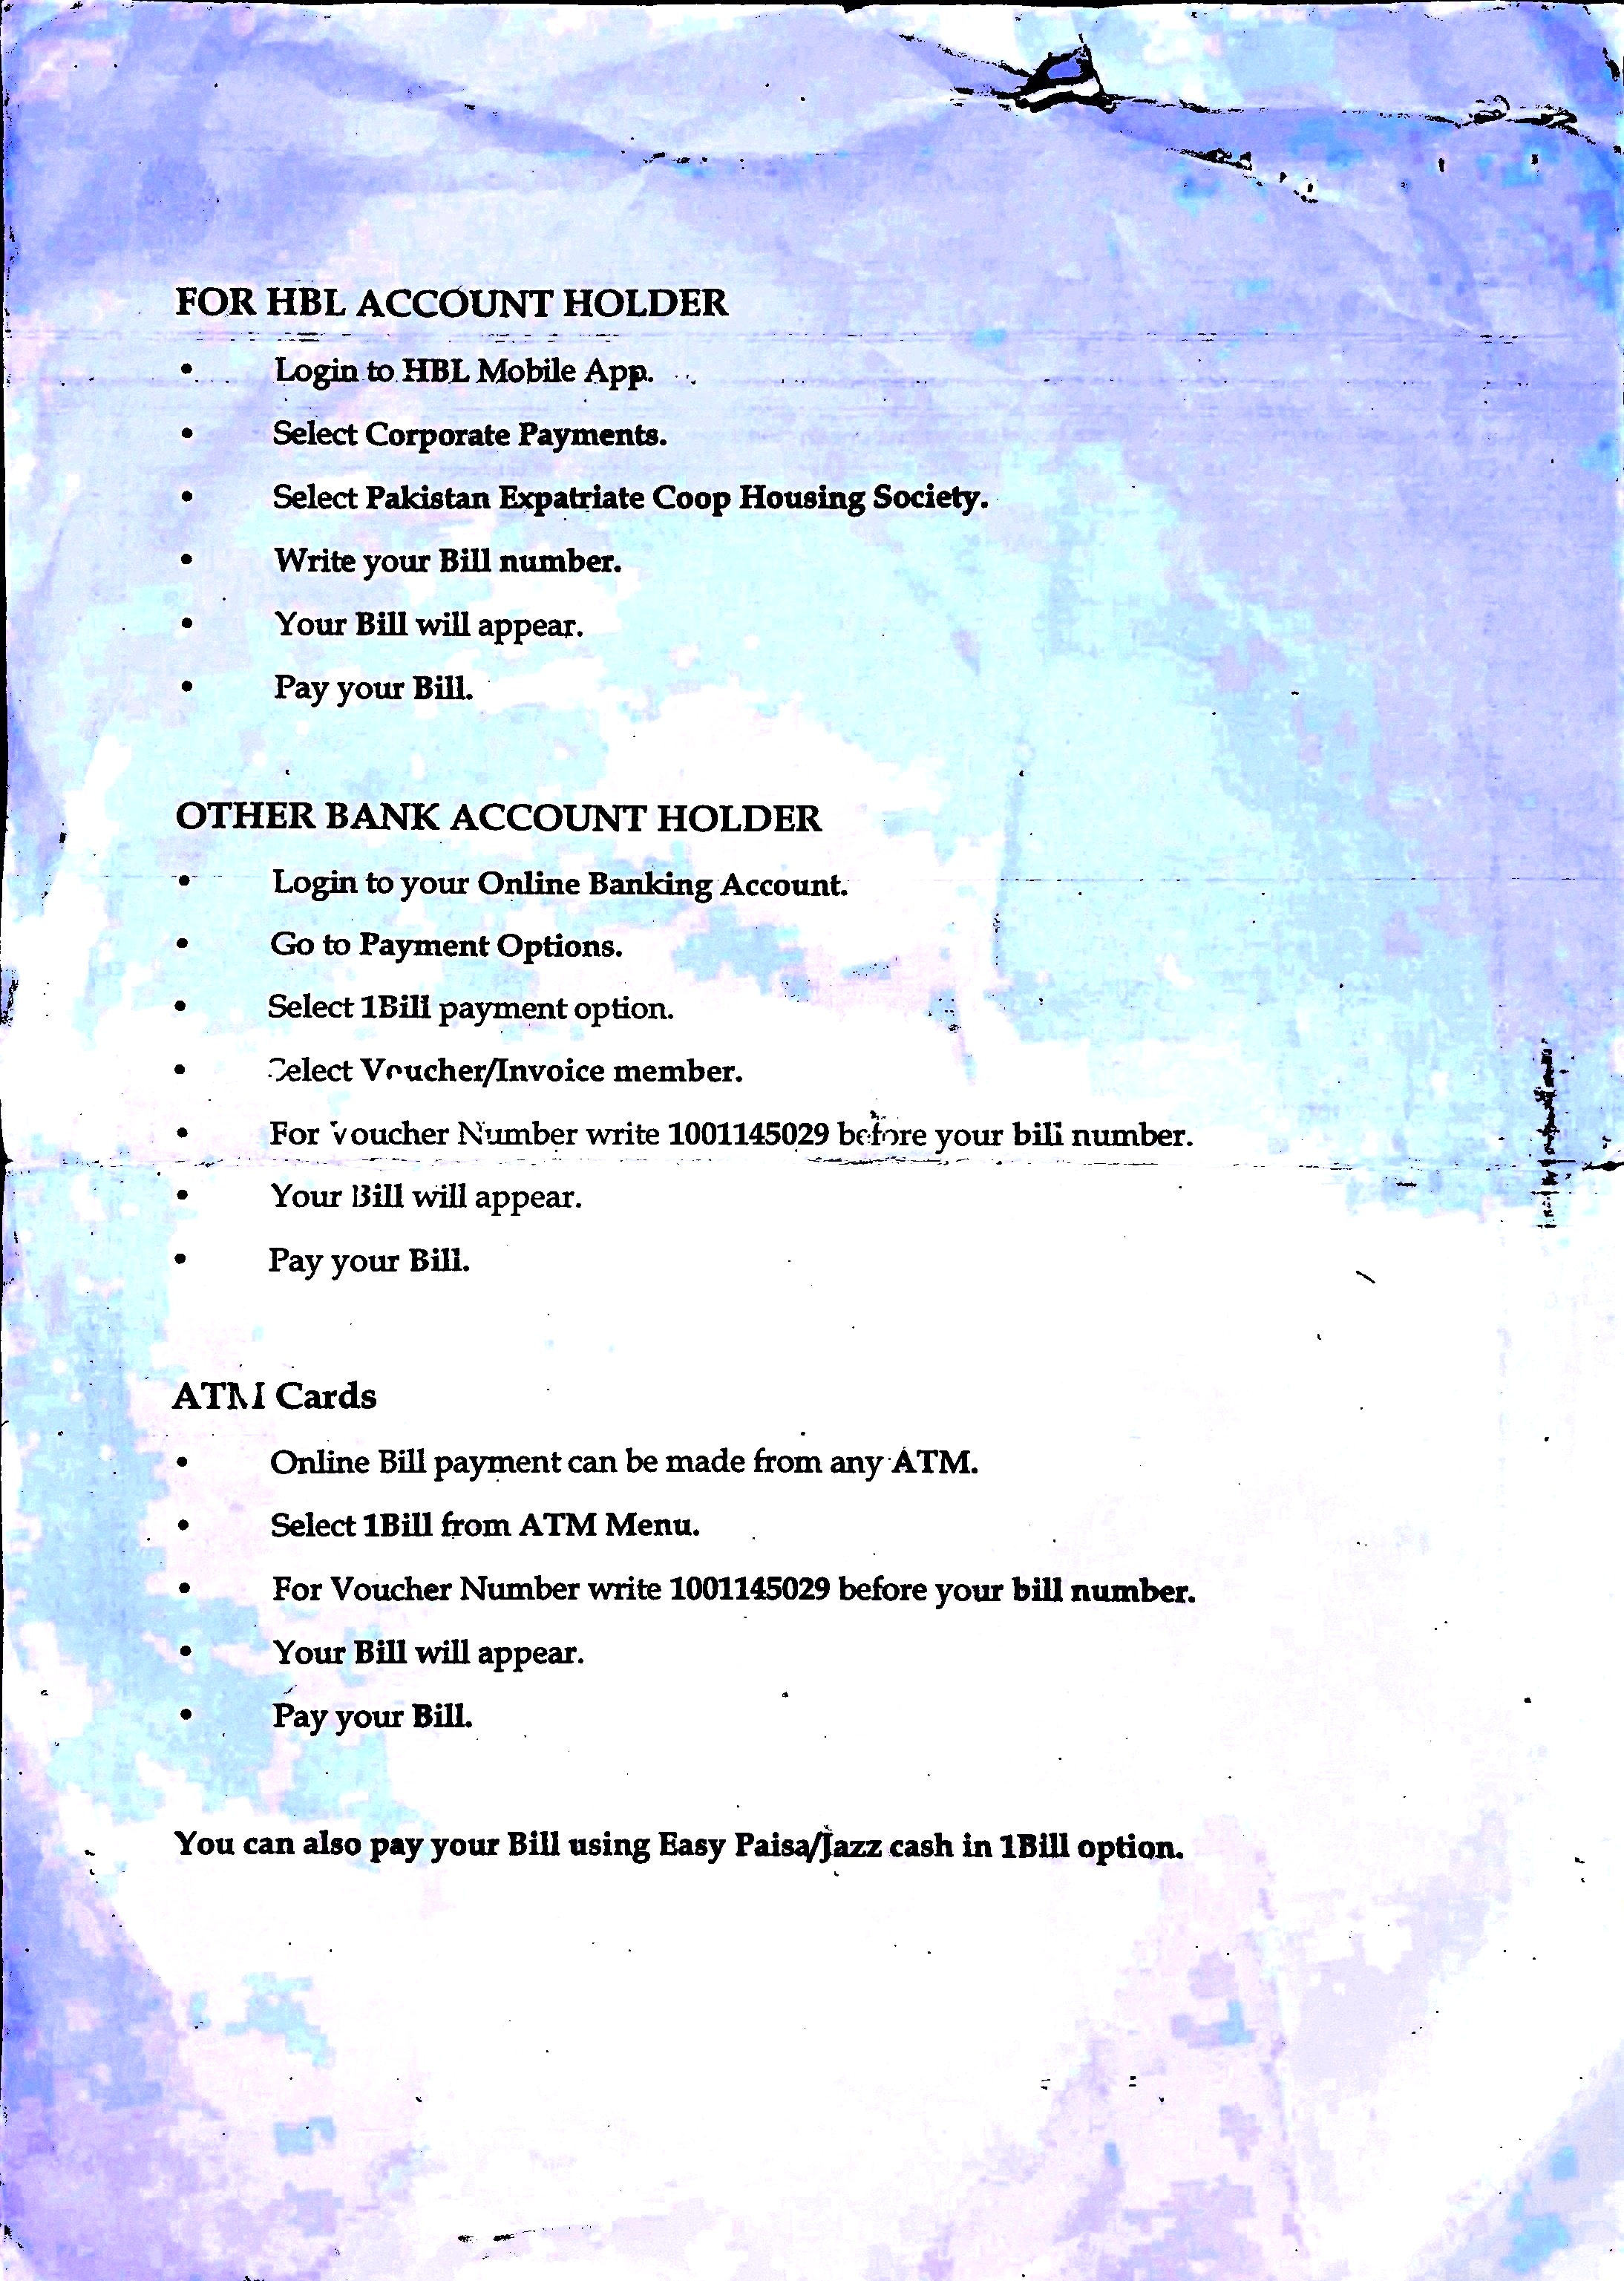 FOR HBL ACCOUNT HOLDER
• Login to HBL Mobile App.
• Select Corporate Payments.
• Select Pakistan Expatriate Coop Housing Society.
• Write your Bill number.
• Your Bill will appear.
• Pay your Bill.
OTHER BANK ACCOUNT HOLDER
• Login to your Online Banking Account.
• Go to Payment Options.
• Select 1Bill payment option.
• Select Voucher/Invoice member.
• For Voucher Number write 1001145029 before your bill number.
• Your Bill will appear.
• Pay your Bill.
ATM Cards
• Online Bill payment can be made from any ATM.
• Select 1Bill from ATM Menu.
• For Voucher Number write 1001145029 before your bill number.
• Your Bill will appear.
• Pay your Bill.
You can also pay your Bill using Easy Paisa/Jazz cash in 1Bill option.